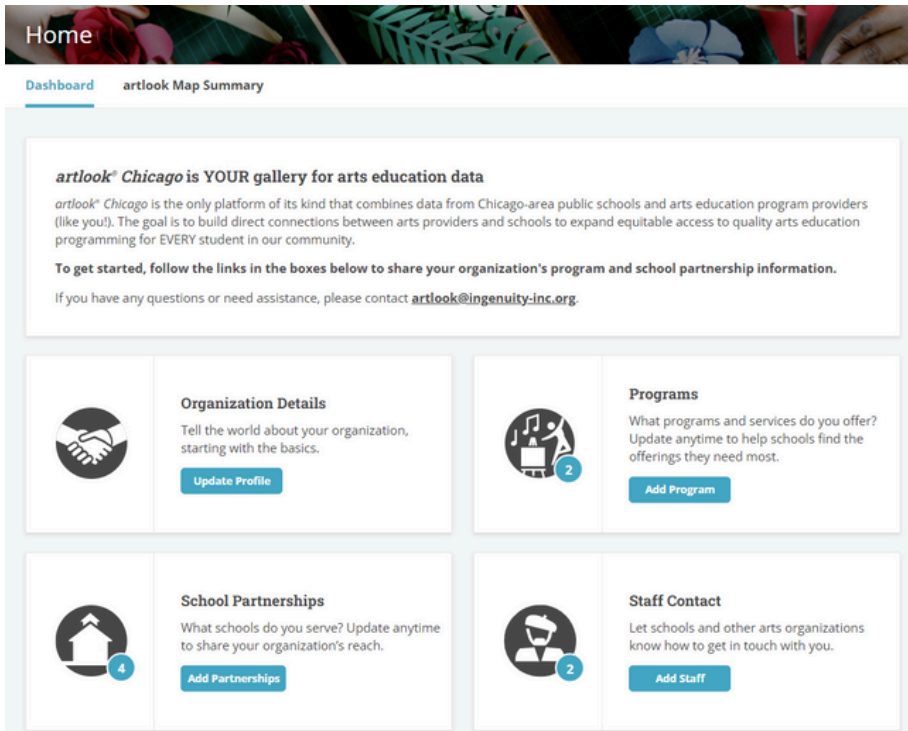 Home
Dashboard
artlook Map Summary
artlook® Chicago is YOUR gallery for arts education data
artlook® Chicago is the only platform of its kind that combines data from Chicago-area public schools and arts education program providers
(like you!). The goal is to build direct connections between arts providers and schools to expand equitable access to quality arts education
programming for EVERY student in our community.
To get started, follow the links in the boxes below to share your organization's program and school partnership information.
If you have any questions or need assistance, please contact artlook@ingenuity-inc.org.
Organization Details
Tell the world about your organization,
starting with the basics.
Update Profile
2
Programs
What programs and services do you offer?
Update anytime to help schools find the
offerings they need most.
Add Program
4
School Partnerships
What schools do you serve? Update anytime
to share your organization's reach.
Add Partnerships
2
Staff Contact
Let schools and other arts organizations
know how to get in touch with you.
Add Staff